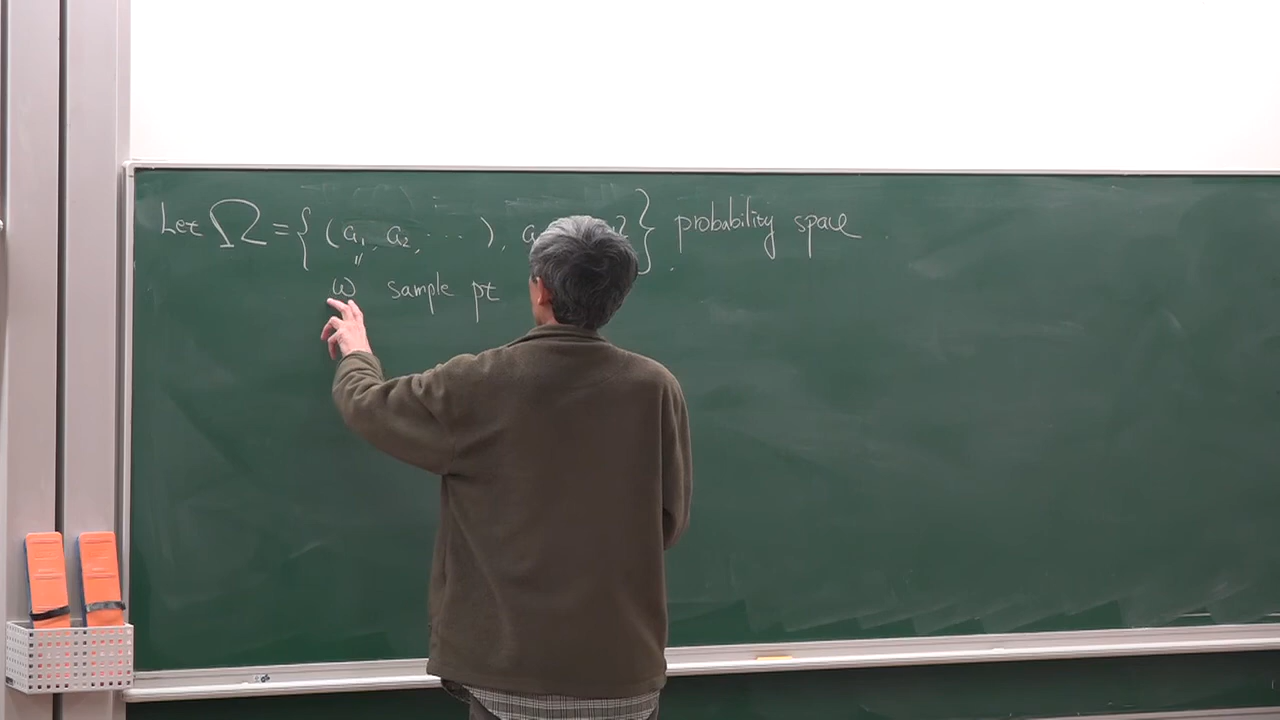 Let Ω = { (a₁, a₂, ⋯ ), a } probability space
"
ω sample pt